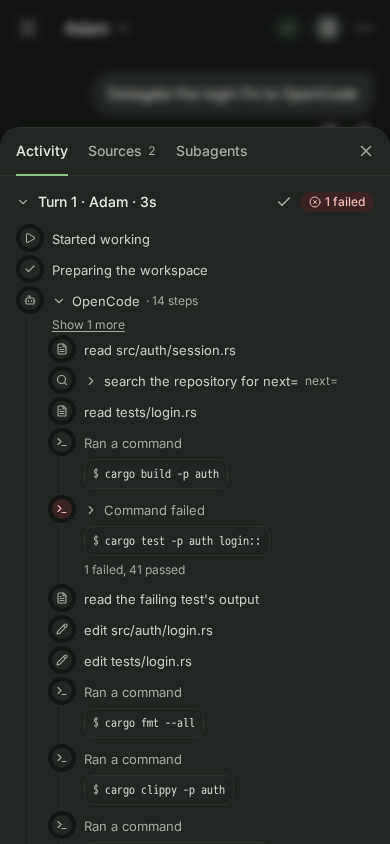 Adam
Delegate the login fix to OpenCode
Activity
Sources 2
Subagents
Turn 1 · Adam · 3s
1 failed
Started working
Preparing the workspace
OpenCode · 14 steps
Show 1 more
read src/auth/session.rs
search the repository for next= next=
read tests/login.rs
Ran a command
$ cargo build -p auth
Command failed
$ cargo test -p auth login::
1 failed, 41 passed
read the failing test's output
edit src/auth/login.rs
edit tests/login.rs
Ran a command
$ cargo fmt --all
Ran a command
$ cargo clippy -p auth
Ran a command